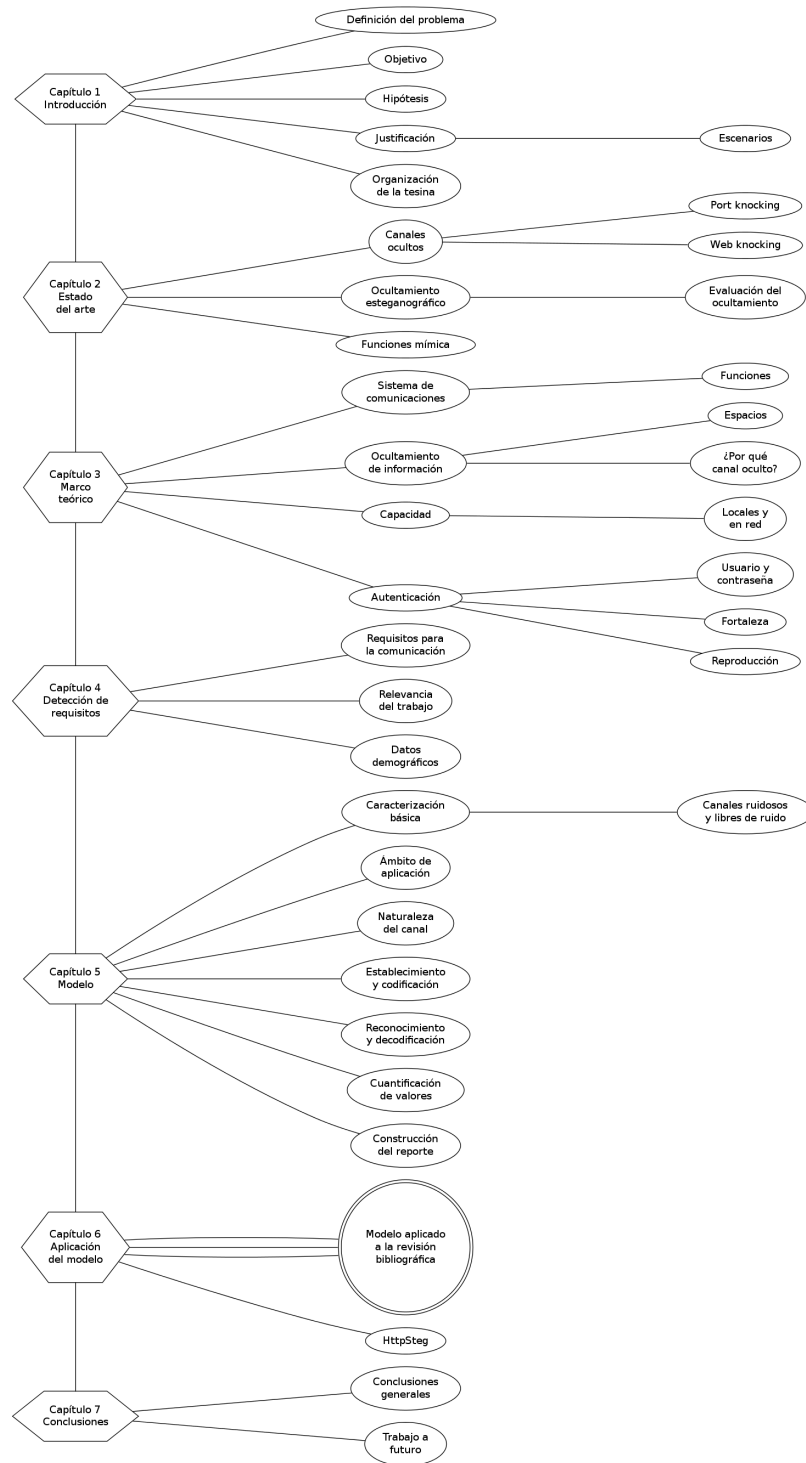 Definición del problema
Objetivo
Capítulo 1
Introducción
Hipótesis
Justificación
Escenarios
Organización
de la tesina
Port knocking
Canales
ocultos
Web knocking
Capítulo 2
Estado
del arte
Ocultamiento
esteganográfico
Evaluación del
ocultamiento
Funciones mímica
Sistema de
comunicaciones
Funciones
Espacios
Capítulo 3
Marco
teórico
Ocultamiento
de información
¿Por qué
canal oculto?
Capacidad
Locales y
en red
Autenticación
Usuario y
contraseña
Fortaleza
Reproducción
Requisitos para
la comunicación
Capítulo 4
Detección de
requisitos
Relevancia
del trabajo
Datos
demográficos
Caracterización
básica
Canales ruidosos
y libres de ruido
Ámbito de
aplicación
Naturaleza
del canal
Capítulo 5
Modelo
Establecimiento
y codificación
Reconocimiento
y decodificación
Cuantificación
de valores
Construcción
del reporte
Capítulo 6
Aplicación
del modelo
Modelo aplicado
a la revisión
bibliográfica
HttpSteg
Capítulo 7
Conclusiones
Conclusiones
generales
Trabajo a
futuro